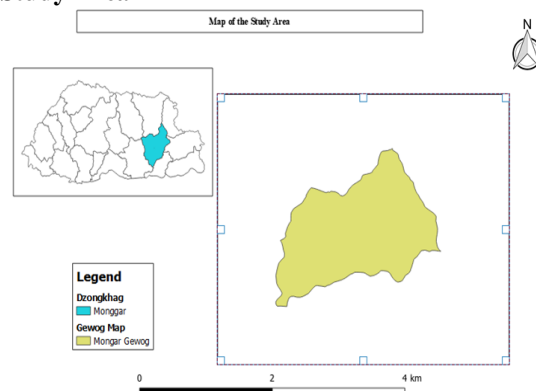 Map of the Study Area
N
Legend
Dzongkhag
Monggar
Gewog Map
Mongar Gewog
0 2 4 km